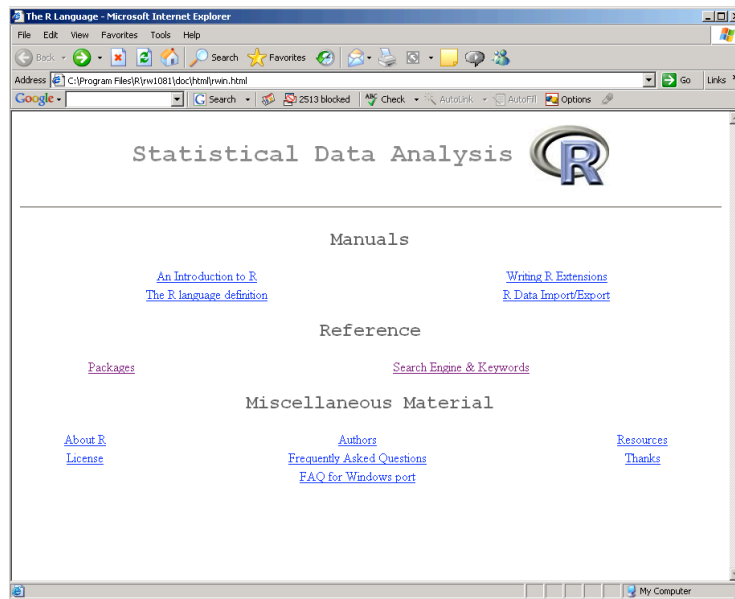 The R Language - Microsoft Internet Explorer
File Edit View Favorites Tools Help
Back Search Favorites
Address C:\Program Files\R\rw1081\doc\html\rwin.html Go Links
Google Search 2513 blocked ABC Check AutoLink AutoFill Options
Statistical Data Analysis R
Manuals
An Introduction to R Writing R Extensions
The R language definition R Data Import/Export
Reference
Packages Search Engine & Keywords
Miscellaneous Material
About R Authors Resources
License Frequently Asked Questions Thanks
FAQ for Windows port
My Computer